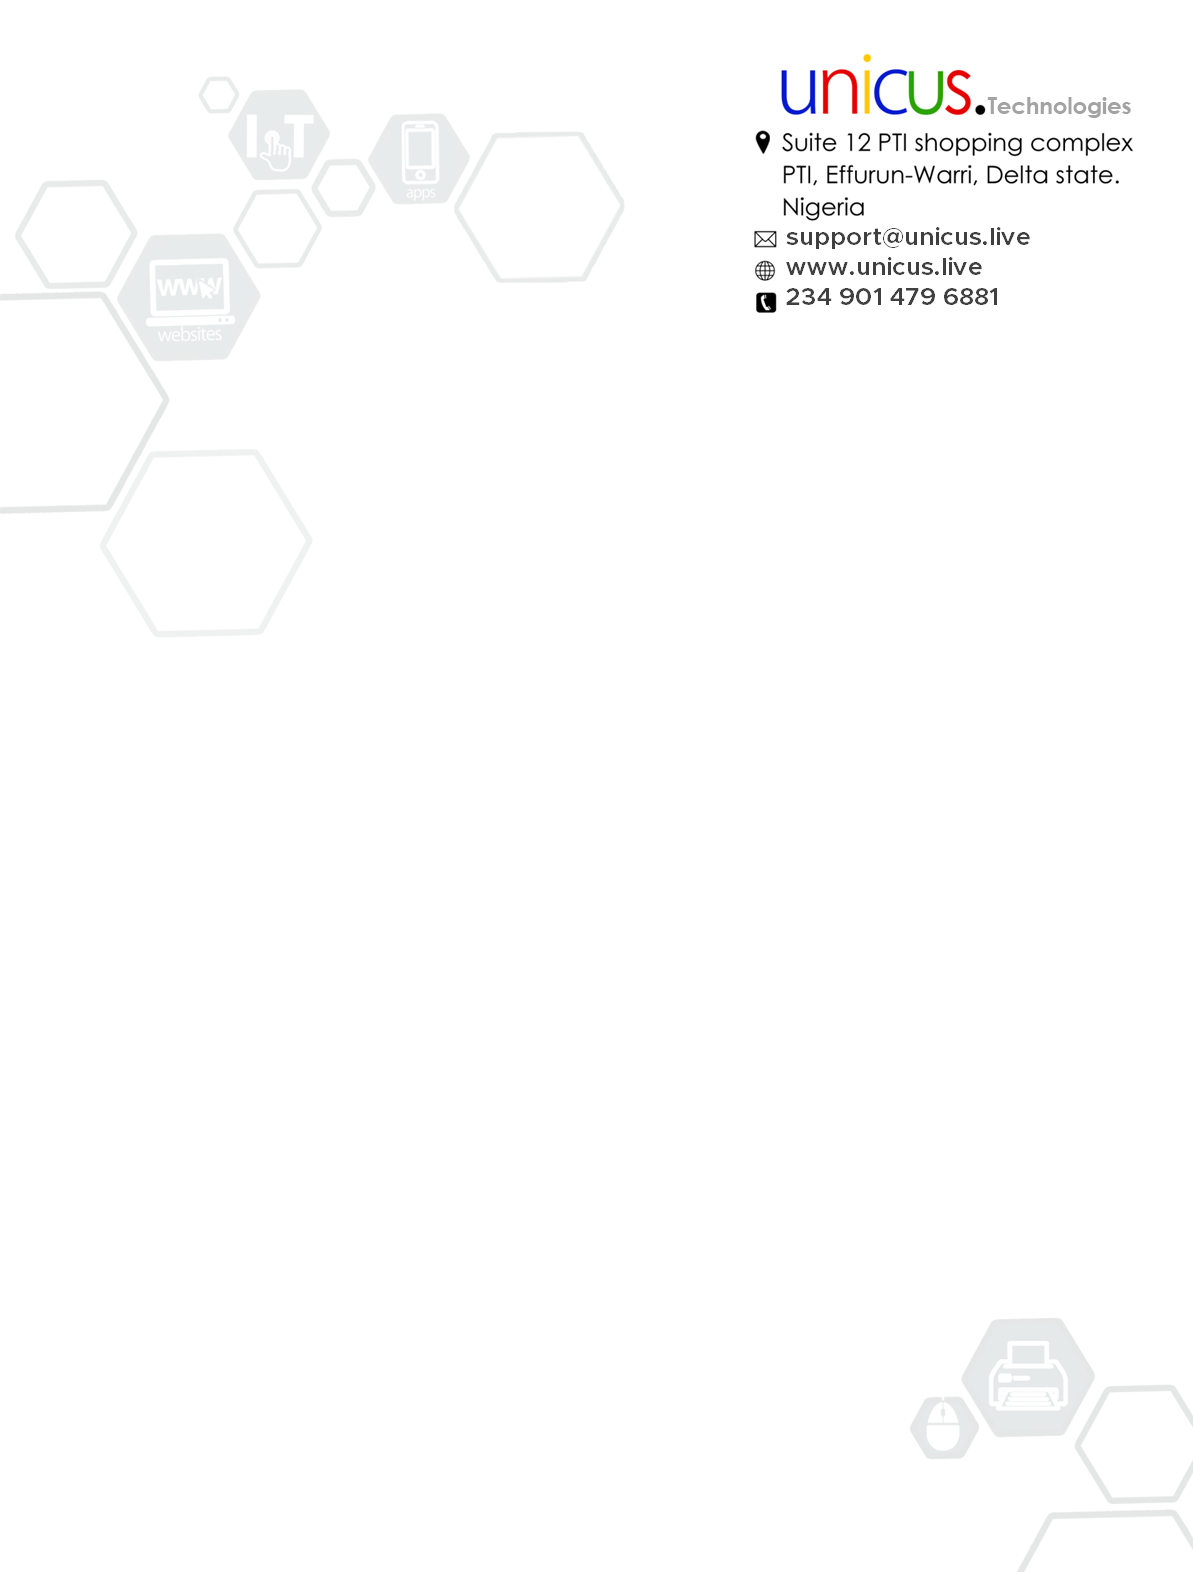 unicus.Technologies
Suite 12 PTI shopping complex
PTI, Effurun-Warri, Delta state.
Nigeria
support@unicus.live
www.unicus.live
234 901 479 6881
IoT
apps
www
websites